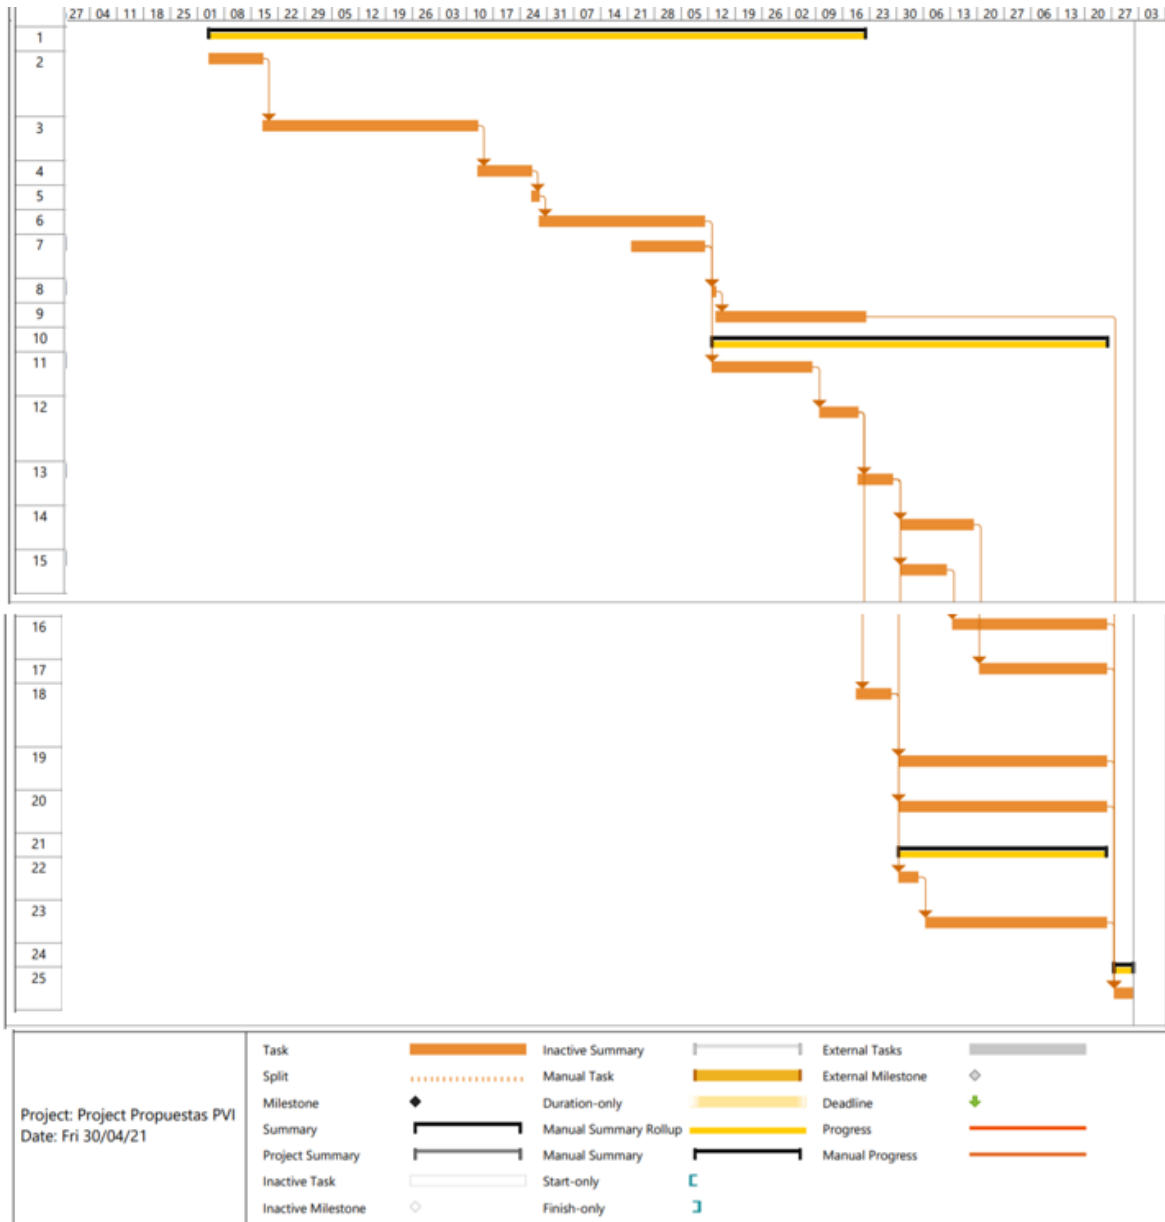 27 04 11 18 25 01 08 15 22 29 05 12 19 26 03 10 17 24 31 07 14 21 28 05 12 19 26 02 09 16 23 30 06 13 20 27 06 13 20 27 03
1
2
3
4
5
6
7
8
9
10
11
12
13
14
15
16
17
18
19
20
21
22
23
24
25
Project: Project Propuestas PVI
Date: Fri 30/04/21
Task
Split
Milestone
Summary
Project Summary
Inactive Task
Inactive Milestone
Inactive Summary
Manual Task
Duration-only
Manual Summary Rollup
Manual Summary
Start-only
Finish-only
External Tasks
External Milestone
Deadline
Progress
Manual Progress